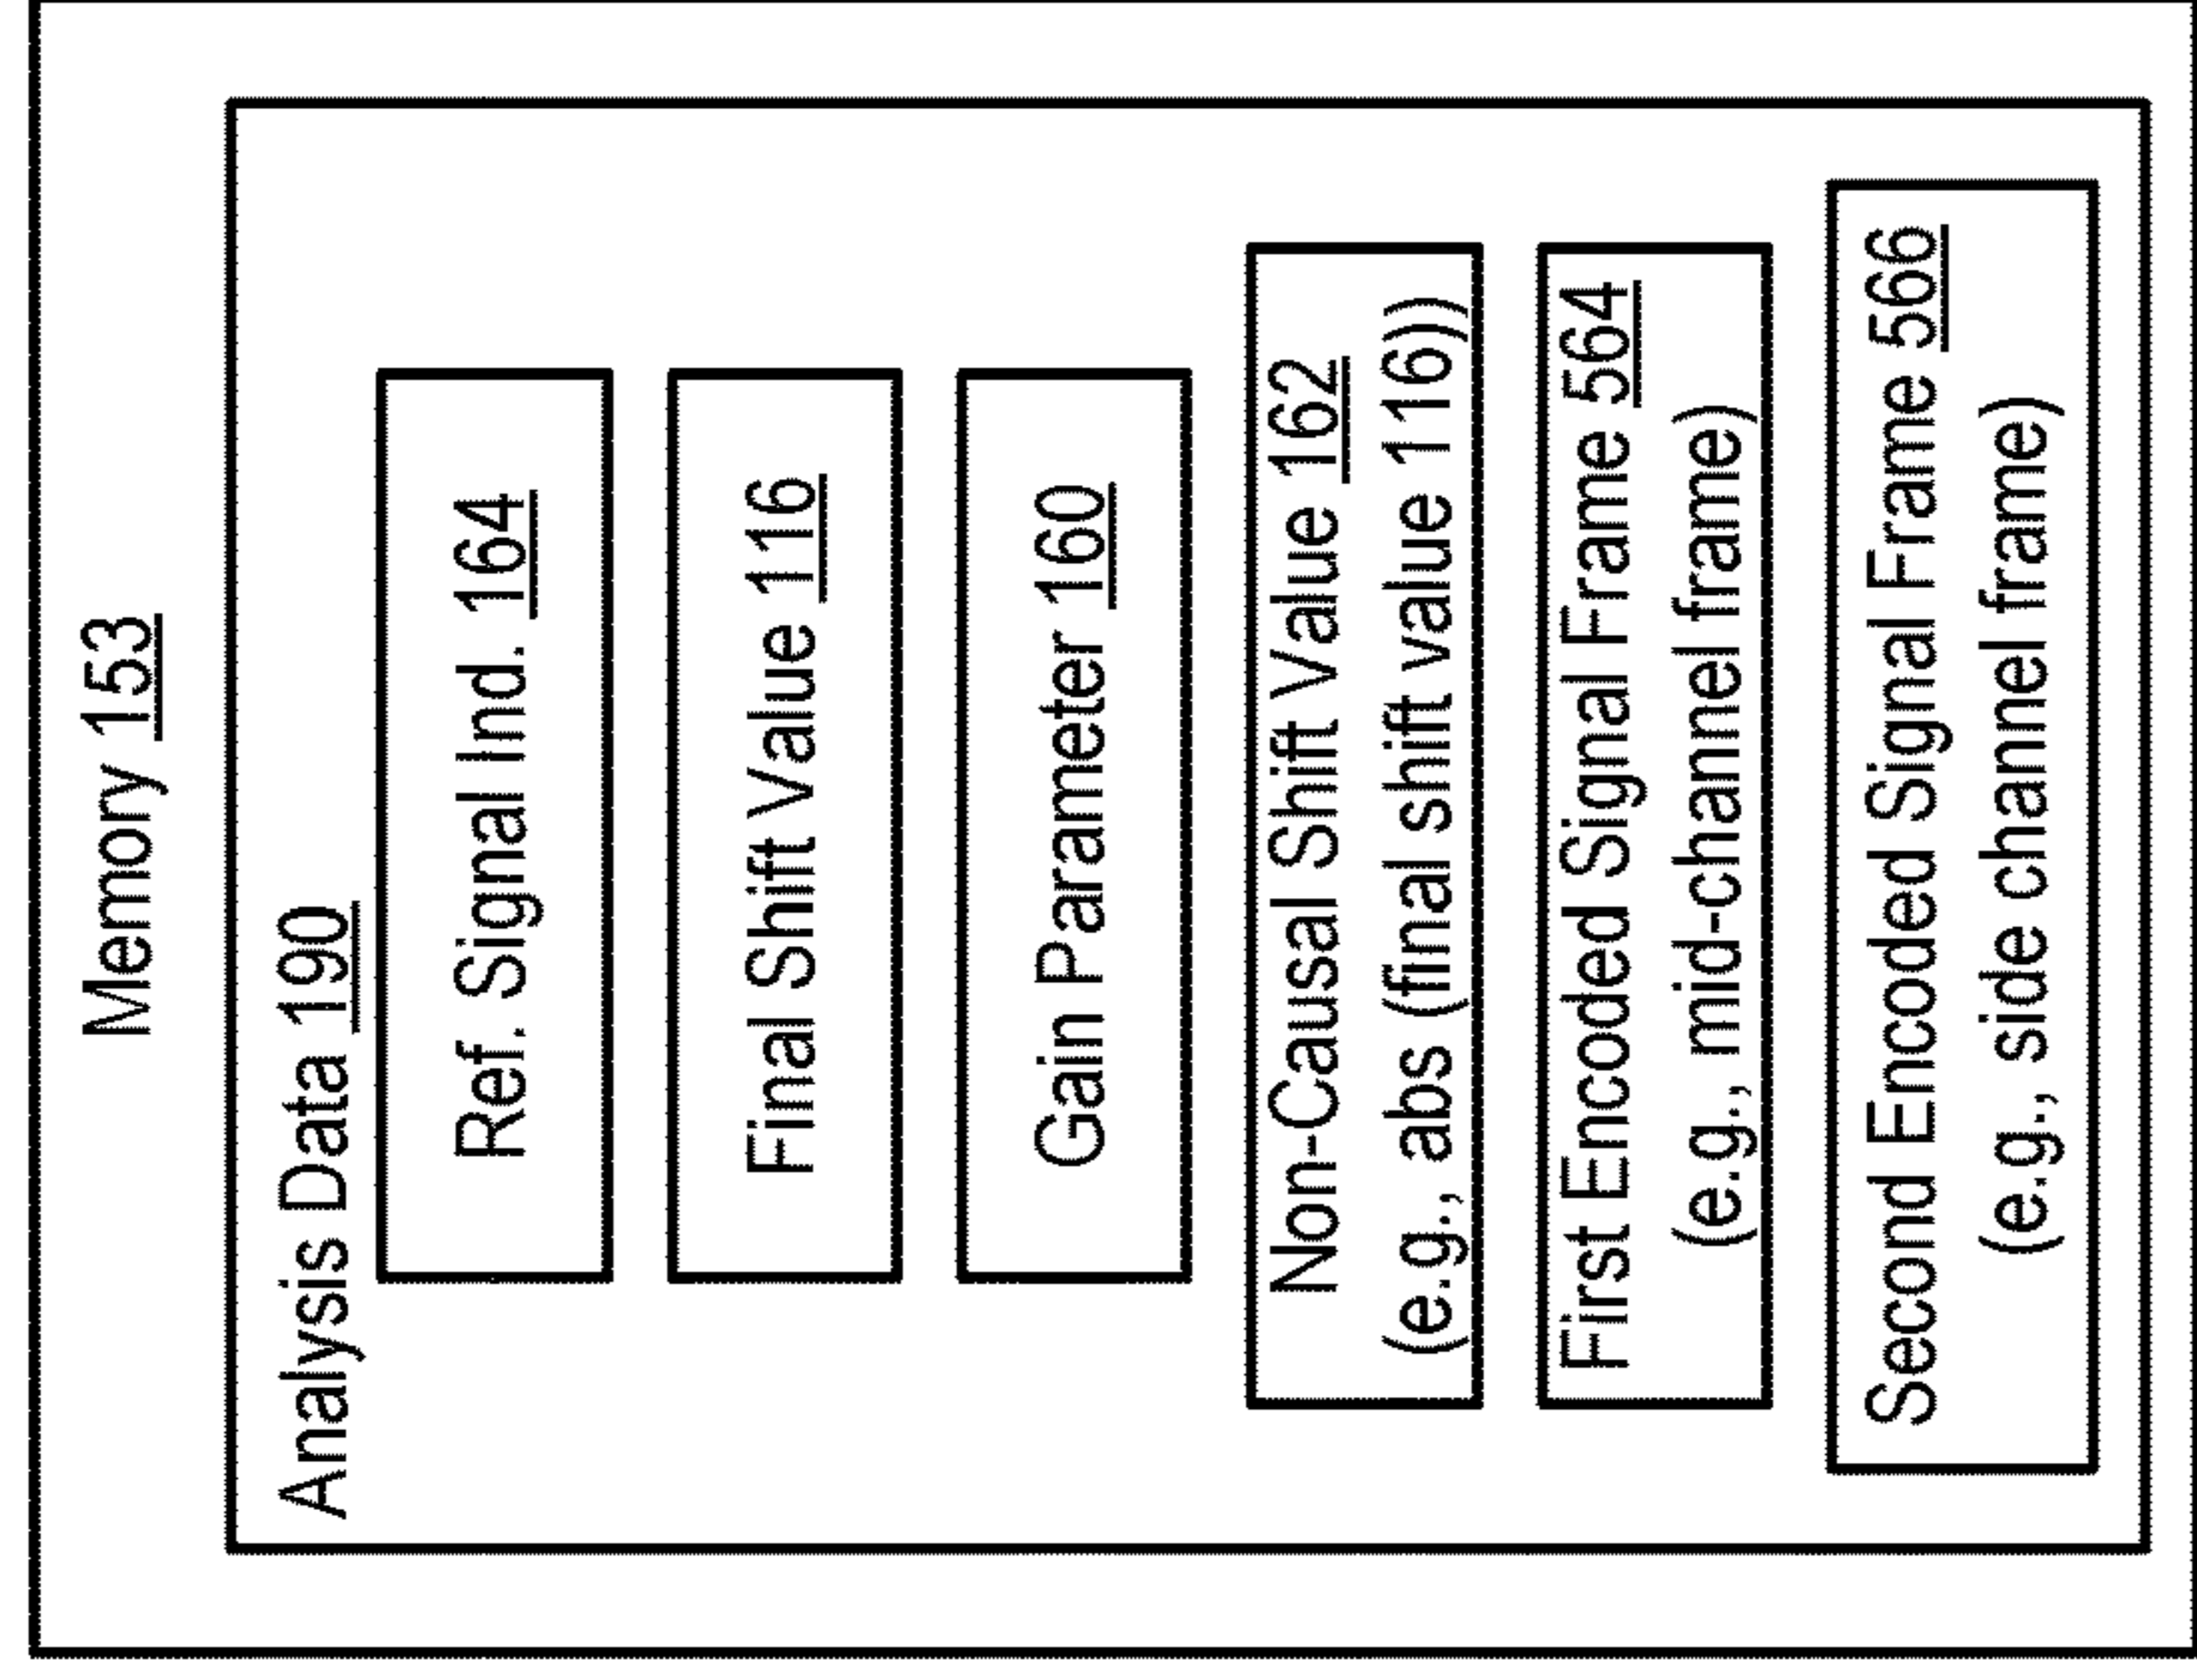 Memory 153
Analysis Data 190
Ref. Signal Ind. 164
Final Shift Value 116
Gain Parameter 160
Non-Causal Shift Value 162
(e.g., abs (final shift value 116))
First Encoded Signal Frame 564
(e.g., mid-channel frame)
Second Encoded Signal Frame 566
(e.g., side channel frame)